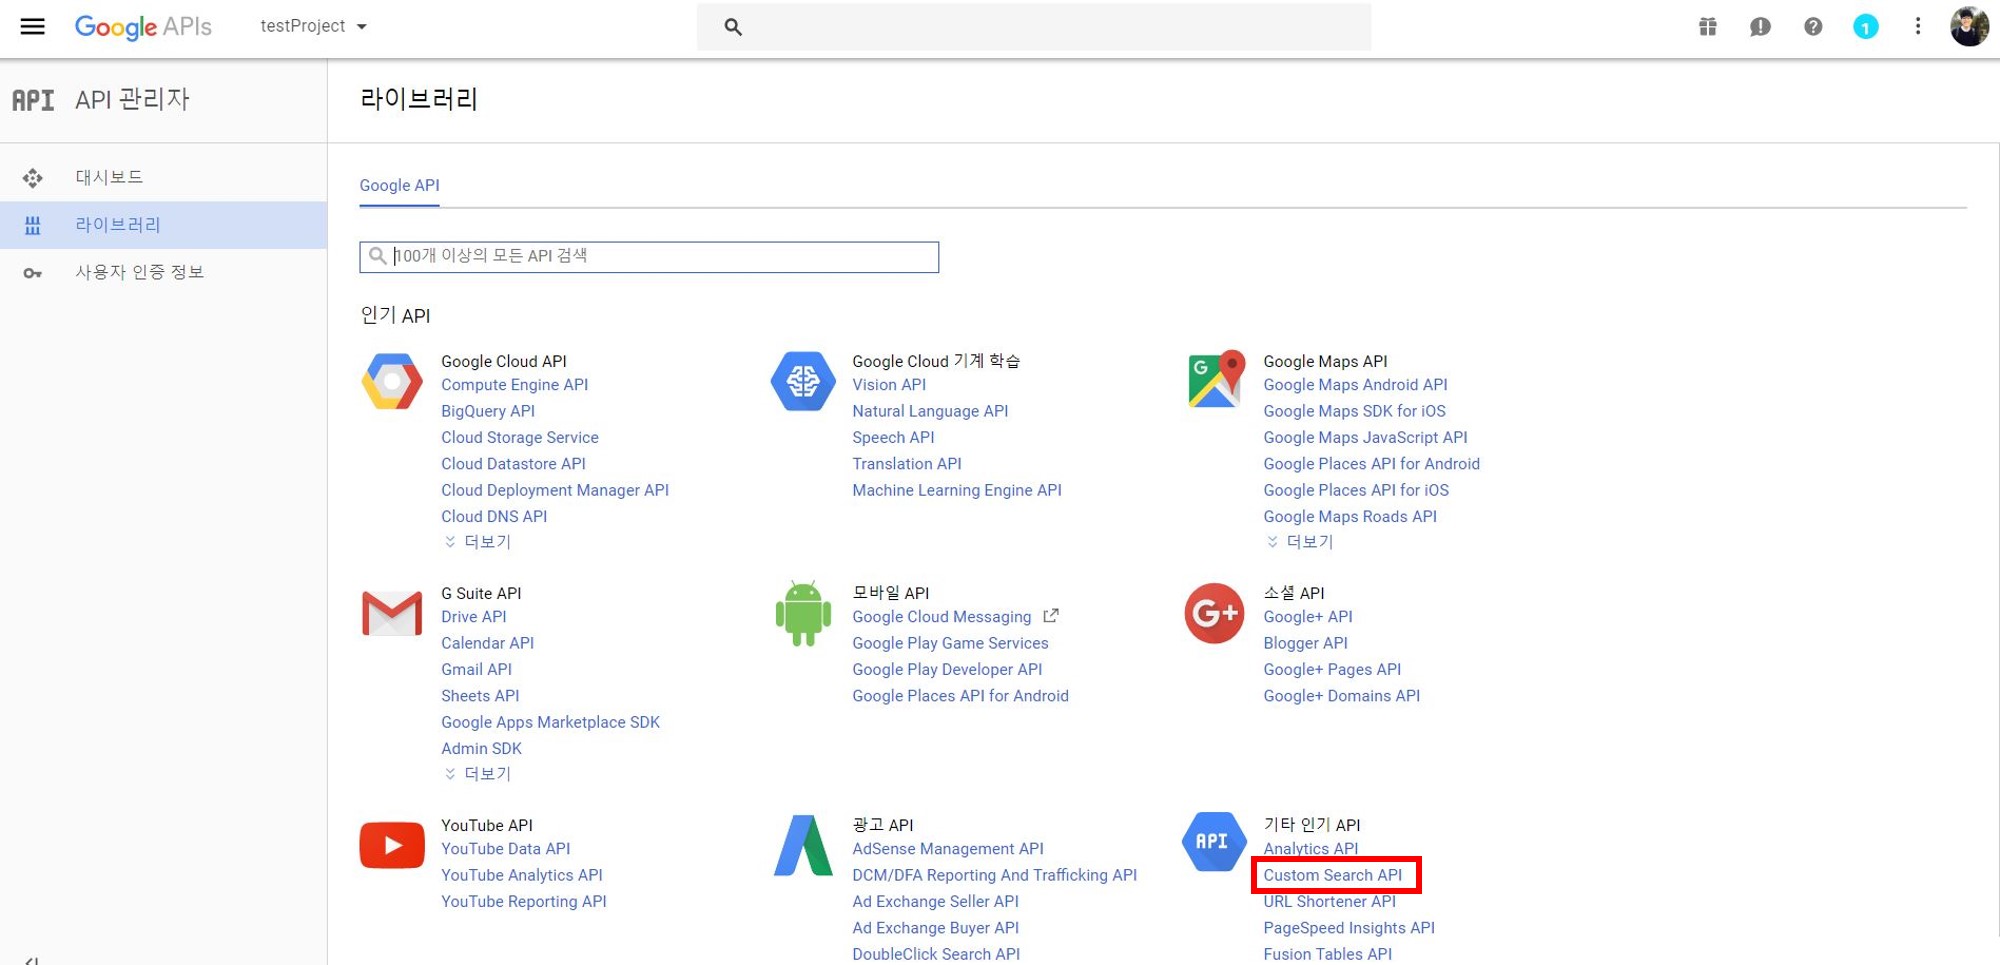 Google APIs
testProject
1
API API 관리자
라이브러리
대시보드
라이브러리
사용자 인증 정보
Google API
100개 이상의 모든 API 검색
인기 API
Google Cloud API
Compute Engine API
BigQuery API
Cloud Storage Service
Cloud Datastore API
Cloud Deployment Manager API
Cloud DNS API
더보기
Google Cloud 기계 학습
Vision API
Natural Language API
Speech API
Translation API
Machine Learning Engine API
G
Google Maps API
Google Maps Android API
Google Maps SDK for iOS
Google Maps JavaScript API
Google Places API for Android
Google Places API for iOS
Google Maps Roads API
더보기
G Suite API
Drive API
Calendar API
Gmail API
Sheets API
Google Apps Marketplace SDK
Admin SDK
더보기
모바일 API
Google Cloud Messaging
Google Play Game Services
Google Play Developer API
Google Places API for Android
G+
소셜 API
Google+ API
Blogger API
Google+ Pages API
Google+ Domains API
YouTube API
YouTube Data API
YouTube Analytics API
YouTube Reporting API
광고 API
AdSense Management API
DCM/DFA Reporting And Trafficking API
Ad Exchange Seller API
Ad Exchange Buyer API
DoubleClick Search API
API
기타 인기 API
Analytics API
Custom Search API
URL Shortener API
PageSpeed Insights API
Fusion Tables API